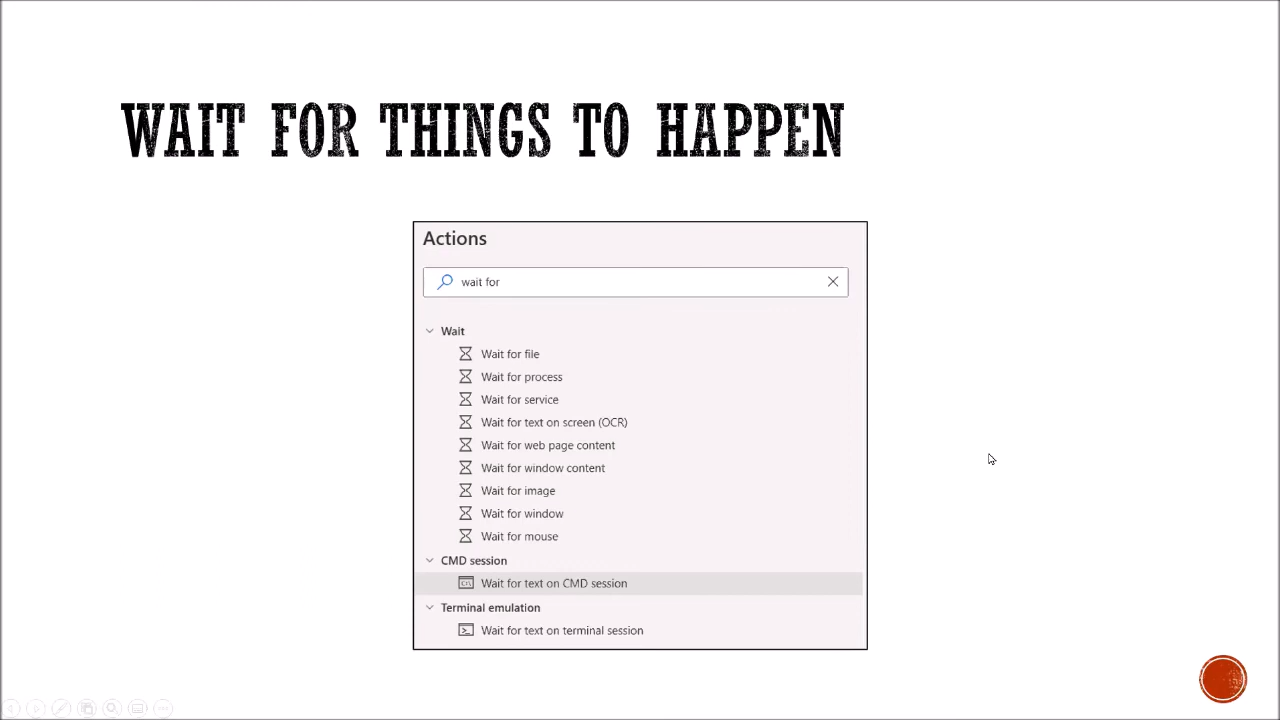 WAIT FOR THINGS TO HAPPEN
Actions
wait for
Wait
Wait for file
Wait for process
Wait for service
Wait for text on screen (OCR)
Wait for web page content
Wait for window content
Wait for image
Wait for window
Wait for mouse
CMD session
Wait for text on CMD session
Terminal emulation
Wait for text on terminal session